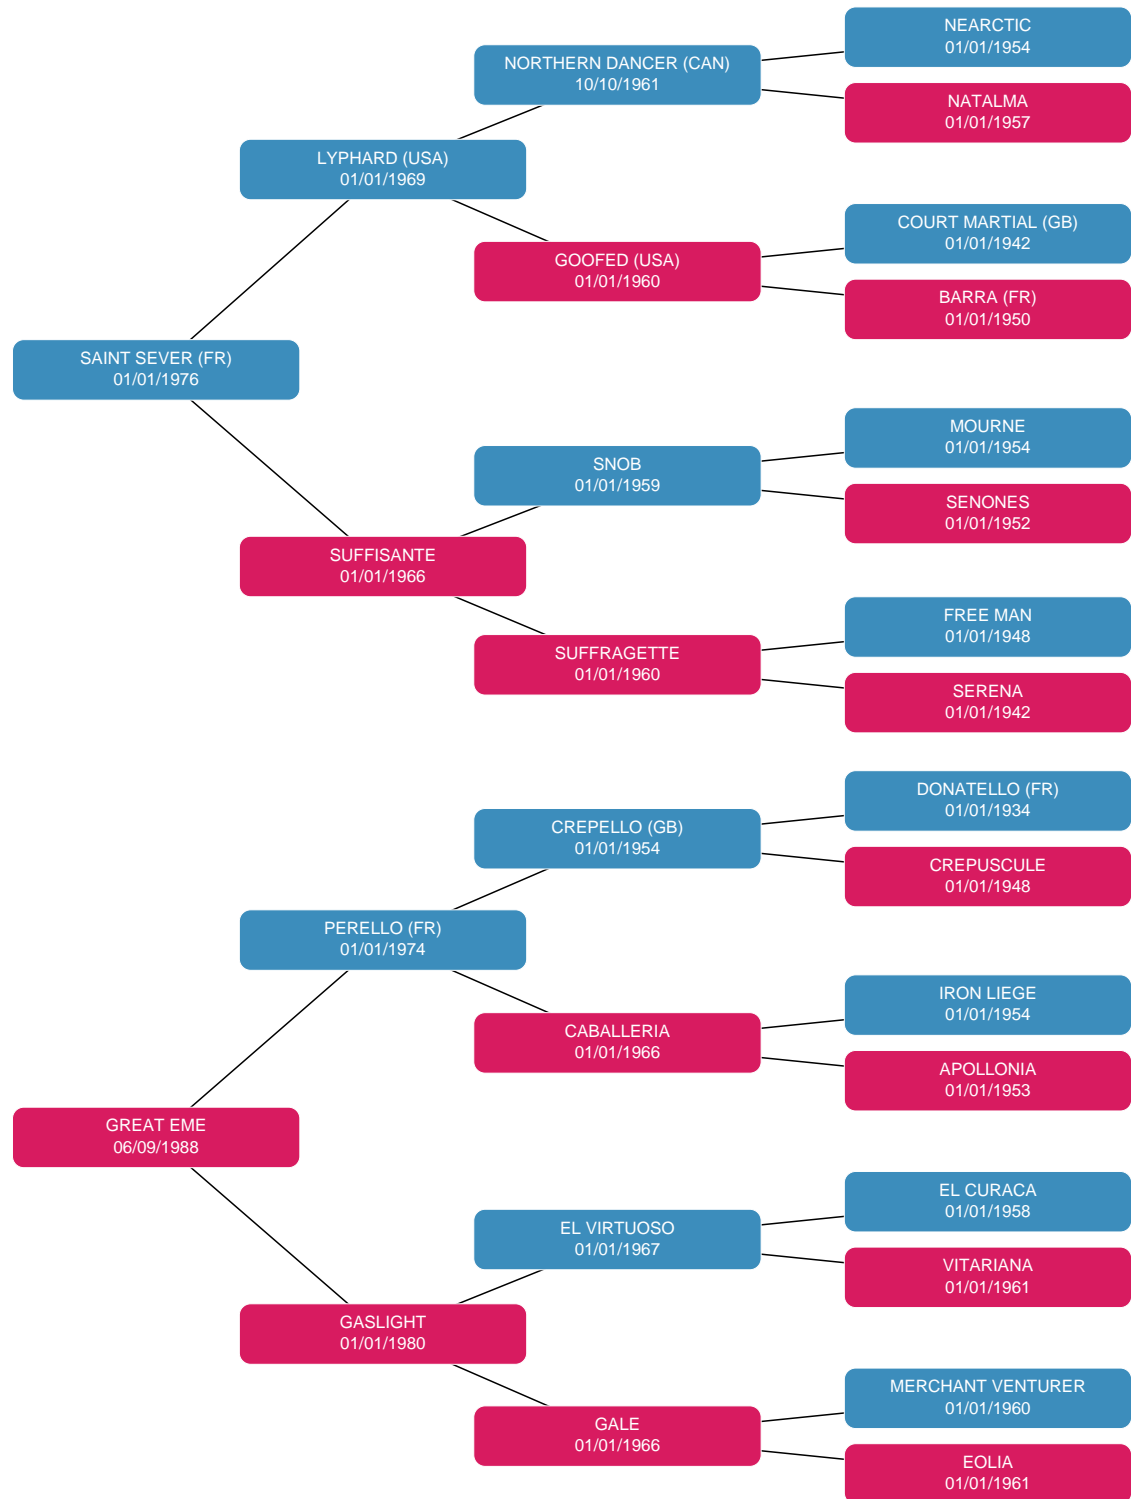 NEARCTIC
01/01/1954
NORTHERN DANCER (CAN)
10/10/1961
NATALMA
01/01/1957
LYPHARD (USA)
01/01/1969
COURT MARTIAL (GB)
01/01/1942
GOOFED (USA)
01/01/1960
BARRA (FR)
01/01/1950
SAINT SEVER (FR)
01/01/1976
MOURNE
01/01/1954
SNOB
01/01/1959
SENONES
01/01/1952
SUFFISANTE
01/01/1966
FREE MAN
01/01/1948
SUFFRAGETTE
01/01/1960
SERENA
01/01/1942
DONATELLO (FR)
01/01/1934
CREPELLO (GB)
01/01/1954
CREPUSCULE
01/01/1948
PERELLO (FR)
01/01/1974
IRON LIEGE
01/01/1954
CABALLERIA
01/01/1966
APOLLONIA
01/01/1953
GREAT EME
06/09/1988
EL CURACA
01/01/1958
EL VIRTUOSO
01/01/1967
VITARIANA
01/01/1961
GASLIGHT
01/01/1980
MERCHANT VENTURER
01/01/1960
GALE
01/01/1966
EOLIA
01/01/1961